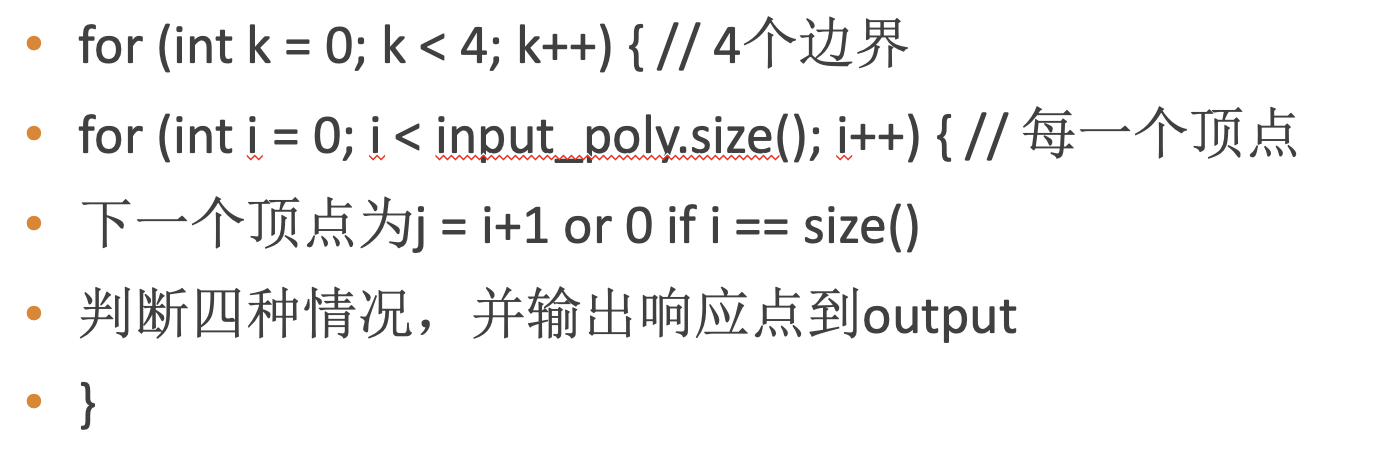 • for (int k = 0; k < 4; k++) { // 4个边界
• for (int i = 0; i < input_poly.size(); i++) { // 每一个顶点
• 下一个顶点为j = i+1 or 0 if i == size()
• 判断四种情况，并输出响应点到output
• }